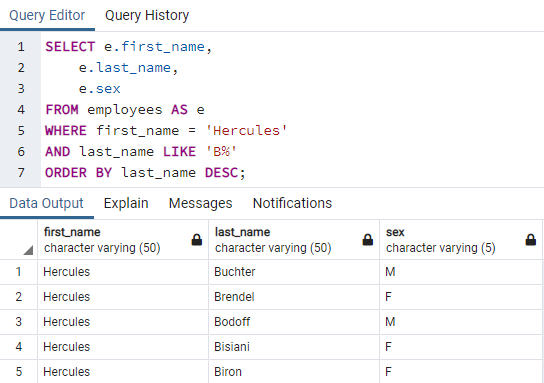 Query Editor Query History
1 SELECT e.first_name,
2 e.last_name,
3 e.sex
4 FROM employees AS e
5 WHERE first_name = 'Hercules'
6 AND last_name LIKE 'B%'
7 ORDER BY last_name DESC;
Data Output Explain Messages Notifications
first_name last_name sex
character varying (50) character varying (50) character varying (5)
1 Hercules Buchter M
2 Hercules Brendel F
3 Hercules Bodoff M
4 Hercules Bisiani F
5 Hercules Biron F